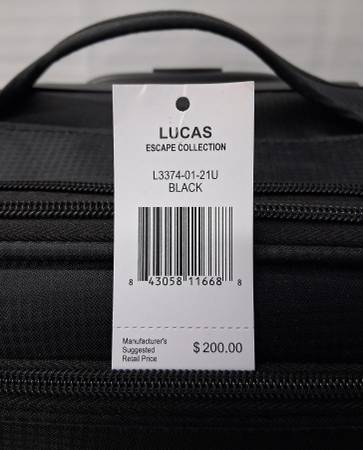 LUCAS
ESCAPE COLLECTION
L3374-01-21U
BLACK
8 43058 11668 8
Manufacturer's
Suggested
Retail Price
$200.00